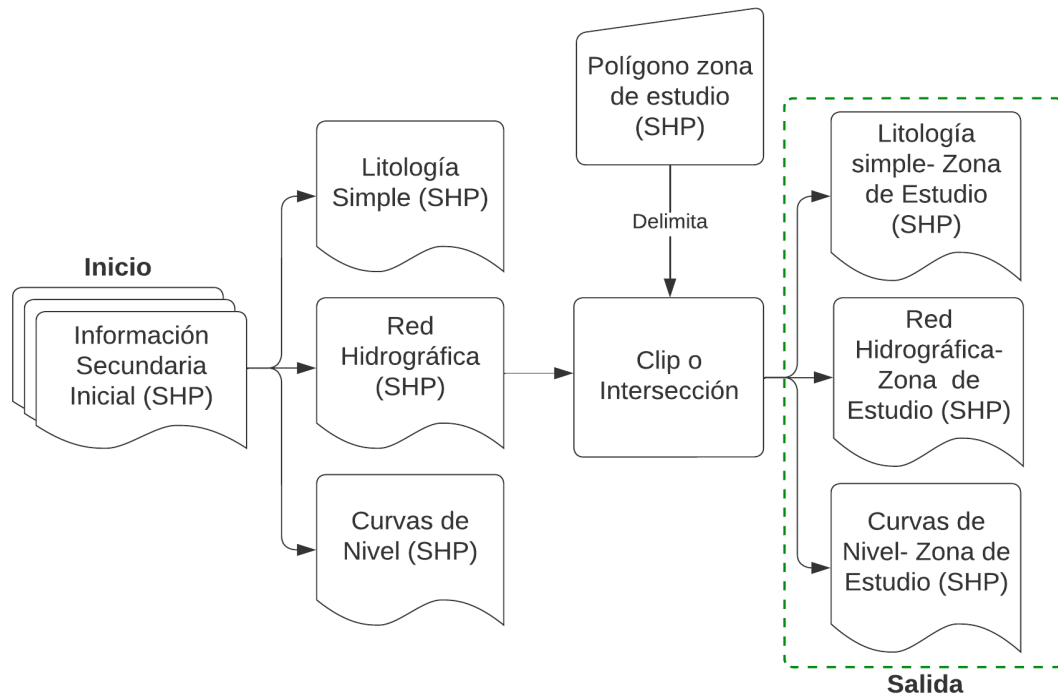 Inicio
Información
Secundaria
Inicial (SHP)
Litología
Simple (SHP)
Red
Hidrográfica
(SHP)
Curvas de
Nivel (SHP)
Polígono zona
de estudio
(SHP)
Delimita
Clip o
Intersección
Litología
simple- Zona
de Estudio
(SHP)
Red
Hidrográfica-
Zona de
Estudio (SHP)
Curvas de
Nivel- Zona de
Estudio (SHP)
Salida